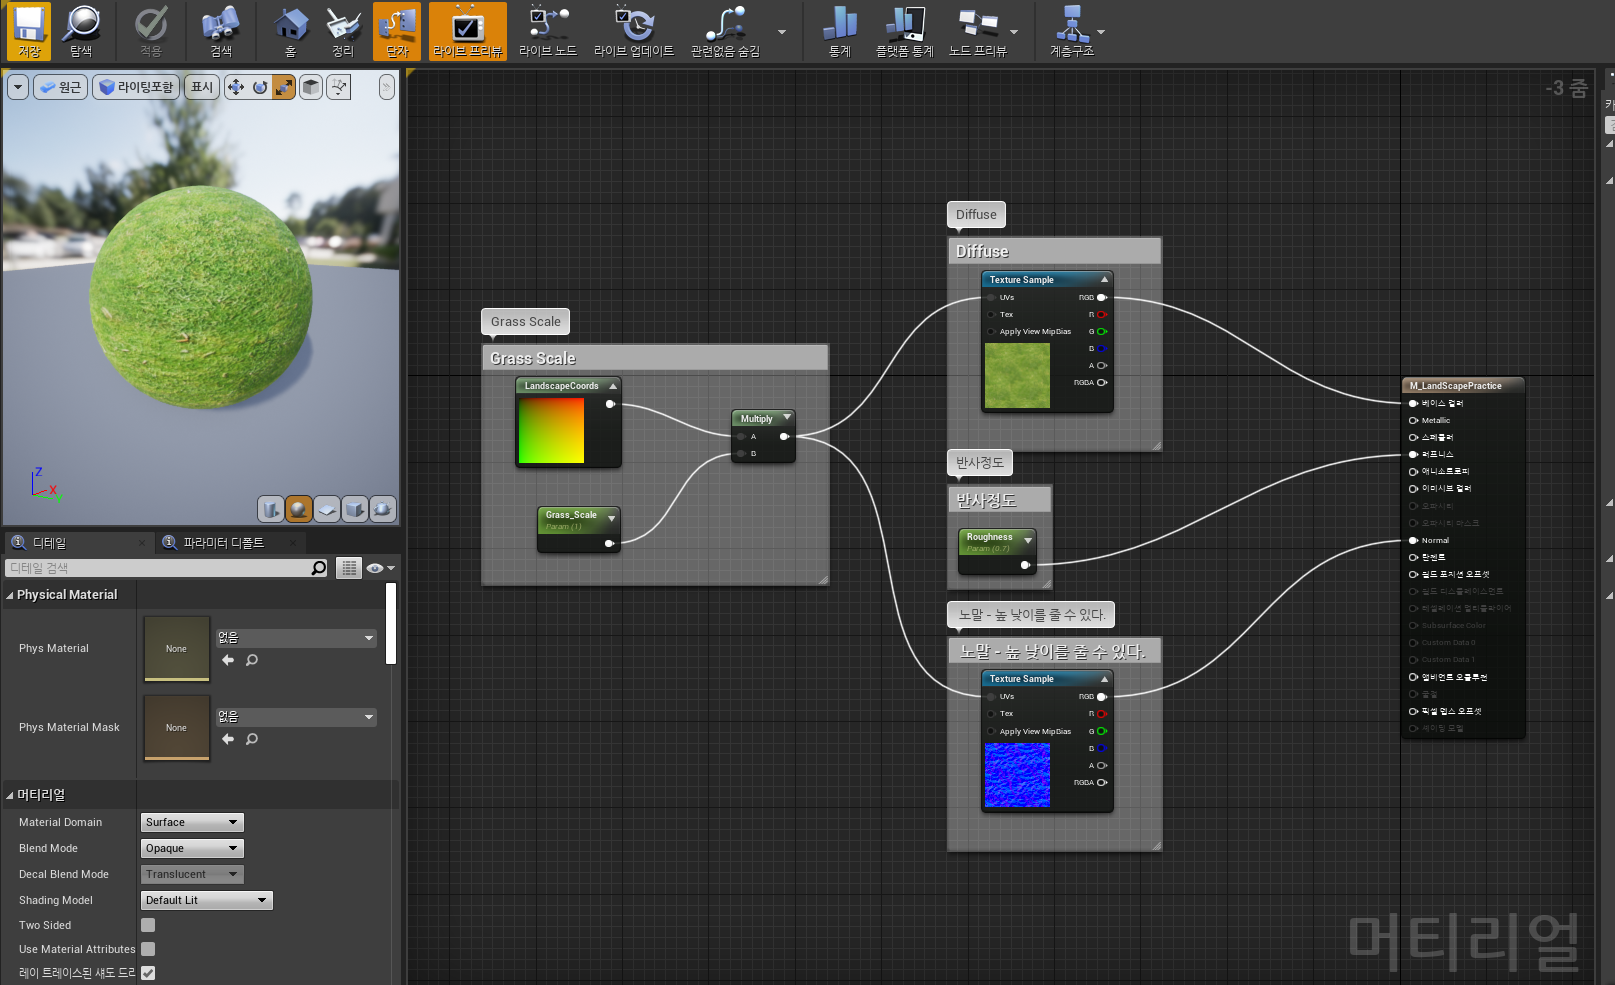 저장
탐색
적용
검색
홈
정리
단자
라이브 프리뷰
라이브 노드
라이브 업데이트
관련없음 숨김
통계
플랫폼 통계
노드 프리뷰
계층구조
원근
라이팅포함
표시
-3 줌
Z
X
Y
디테일
파라미터 디폴트
디테일 검색
Physical Material
Phys Material
None
없음
Phys Material Mask
None
없음
머티리얼
Material Domain
Surface
Blend Mode
Opaque
Decal Blend Mode
Translucent
Shading Model
Default Lit
Two Sided
Use Material Attributes
레이 트레이스된 섀도 드리
Grass Scale
Grass Scale
LandscapeCoords
Multiply
A
B
Grass_Scale
Param (1)
Diffuse
Diffuse
Texture Sample
UVs
RGB
Tex
R
Apply View MipBias
G
B
A
RGBA
반사정도
반사정도
Roughness
Param (0.7)
노말 - 높 낮이를 줄 수 있다.
노말 - 높 낮이를 줄 수 있다.
Texture Sample
UVs
RGB
Tex
R
Apply View MipBias
G
B
A
RGBA
M_LandScapePractice
베이스 컬러
Metallic
스페큘러
러프니스
애니소트로피
이미시브 컬러
오파시티
오파시티 마스크
Normal
탄젠트
월드 포지션 오프셋
월드 디스플레이스먼트
테셀레이션 멀티플라이어
Subsurface Color
Custom Data 0
Custom Data 1
앰비언트 오클루전
굴절
픽셀 뎁스 오프셋
셰이딩 모델
머티리얼